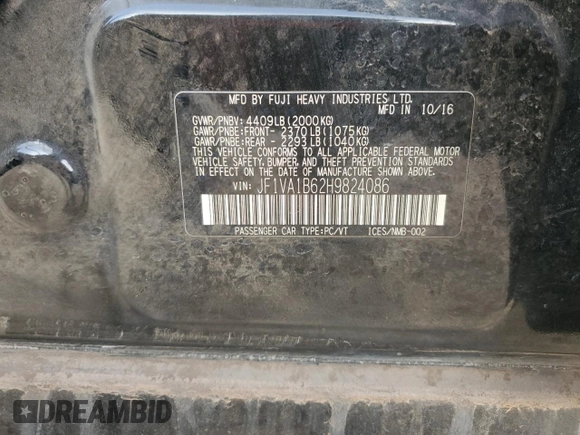 MFD BY FUJI HEAVY INDUSTRIES LTD.
MFD IN 10/16
GVWR/PNBV: 4409LB(2000KG)
GAWR/PNBE:FRONT- 2370LB(1075KG)
GAWR/PNBE:REAR - 2293LB(1040KG)
THIS VEHICLE CONFORMS TO ALL APPLICABLE FEDERAL MOTOR
VEHICLE SAFETY,BUMPER, AND THEFT PREVENTION STANDARDS
IN EFFECT ON THE DATE OF MANUFACTURE SHOWN ABOVE.
VIN: JF1VA1B62H9824086
PASSENGER CAR TYPE:PC/VT ICES/NMB-002
DREAMBID